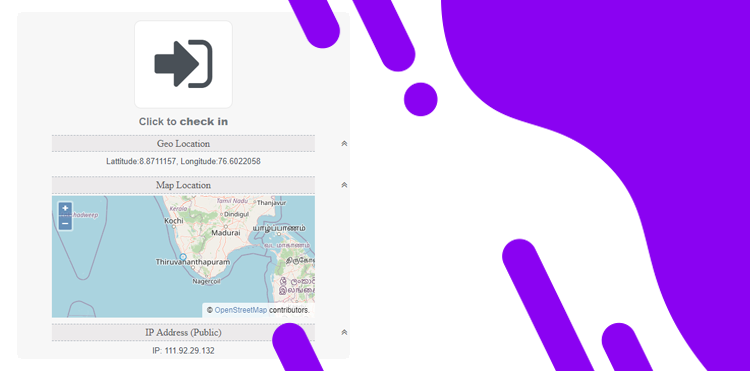 Click to check in
Geo Location
Lattitude:8.8711157, Longitude:76.6022058
Map Location
+
−
Kerala
Tamil Nadu
Thanjavur
Kochi
Dindigul
Madurai
யாழ்ப்பாணம்
Thiruvananthapuram
Nagercoil
© OpenStreetMap contributors.
IP Address (Public)
IP: 111.92.29.132